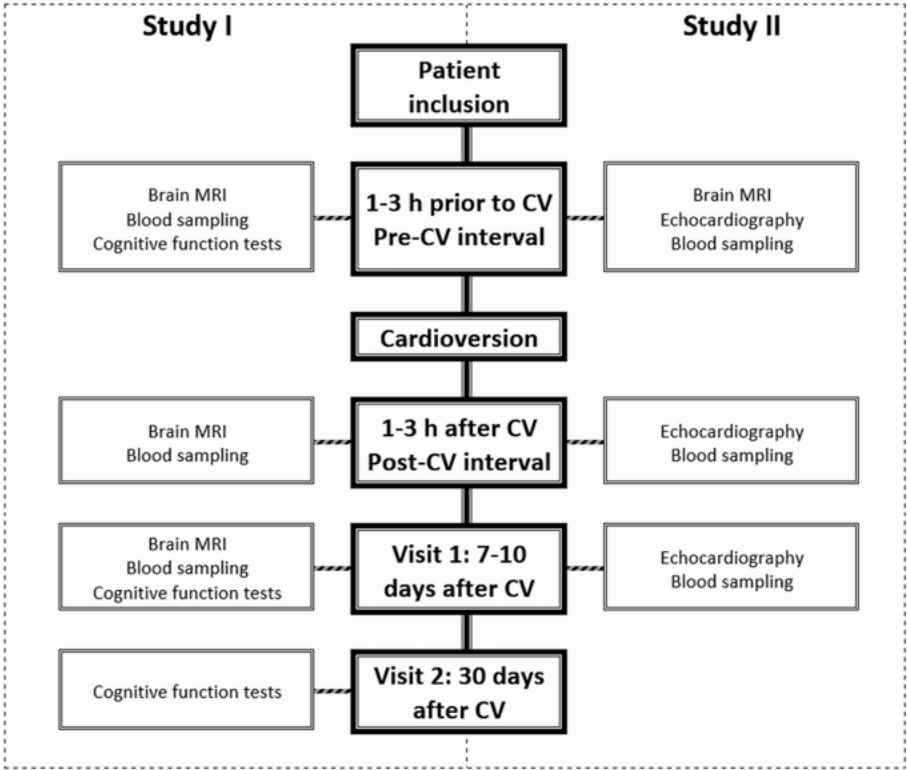 Study I
Study II
Patient
inclusion
Brain MRI
Blood sampling
Cognitive function tests
1-3 h prior to CV
Pre-CV interval
Brain MRI
Echocardiography
Blood sampling
Cardioversion
Brain MRI
Blood sampling
1-3 h after CV
Post-CV interval
Echocardiography
Blood sampling
Brain MRI
Blood sampling
Cognitive function tests
Visit 1: 7-10
days after CV
Echocardiography
Blood sampling
Cognitive function tests
Visit 2: 30 days
after CV